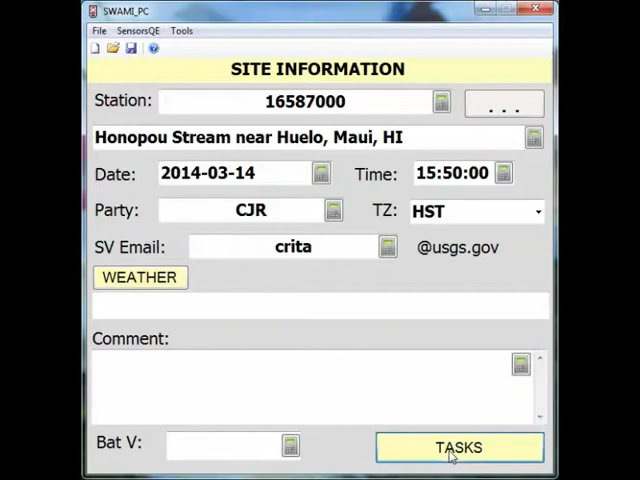 SWAMI_PC
File SensorsQE Tools
SITE INFORMATION
Station: 16587000 ...
Honopou Stream near Huelo, Maui, HI
Date: 2014-03-14 Time: 15:50:00
Party: CJR TZ: HST
SV Email: crita @usgs.gov
WEATHER
Comment:
Bat V: TASKS